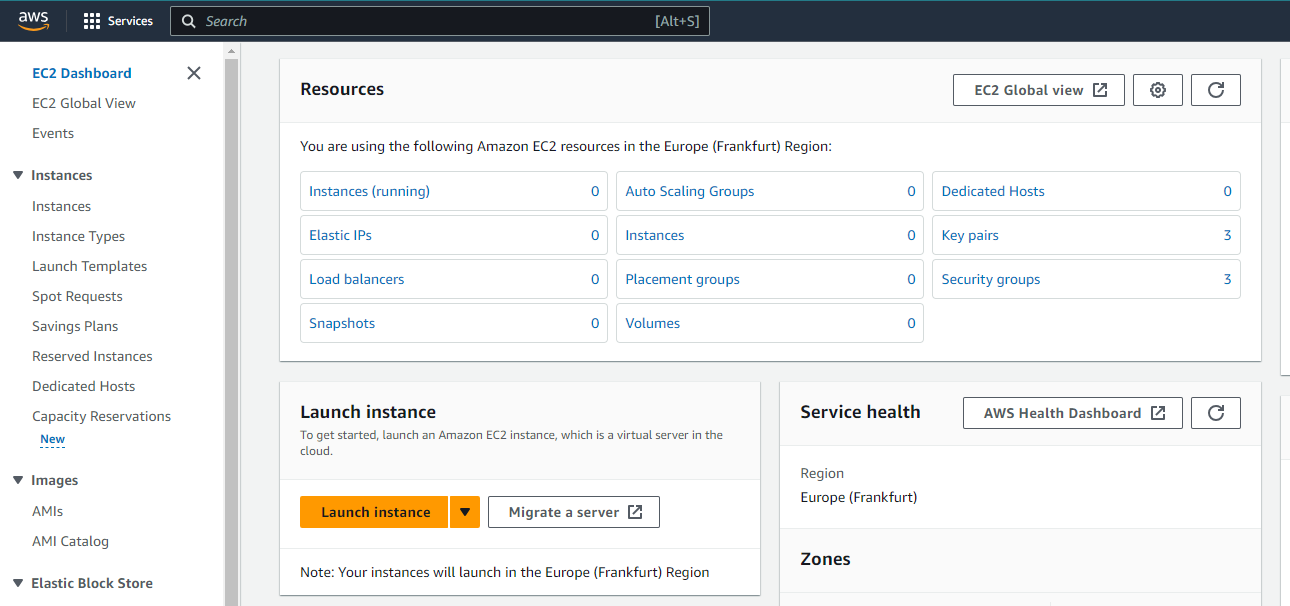 aws
Services
Search [Alt+S]
EC2 Dashboard
EC2 Global View
Events
Instances
Instances
Instance Types
Launch Templates
Spot Requests
Savings Plans
Reserved Instances
Dedicated Hosts
Capacity Reservations
New
Images
AMIs
AMI Catalog
Elastic Block Store
Resources
EC2 Global view
You are using the following Amazon EC2 resources in the Europe (Frankfurt) Region:
Instances (running) 0
Auto Scaling Groups 0
Dedicated Hosts 0
Elastic IPs 0
Instances 0
Key pairs 3
Load balancers 0
Placement groups 0
Security groups 3
Snapshots 0
Volumes 0
Launch instance
To get started, launch an Amazon EC2 instance, which is a virtual server in the
cloud.
Launch instance
Migrate a server
Note: Your instances will launch in the Europe (Frankfurt) Region
Service health
AWS Health Dashboard
Region
Europe (Frankfurt)
Zones